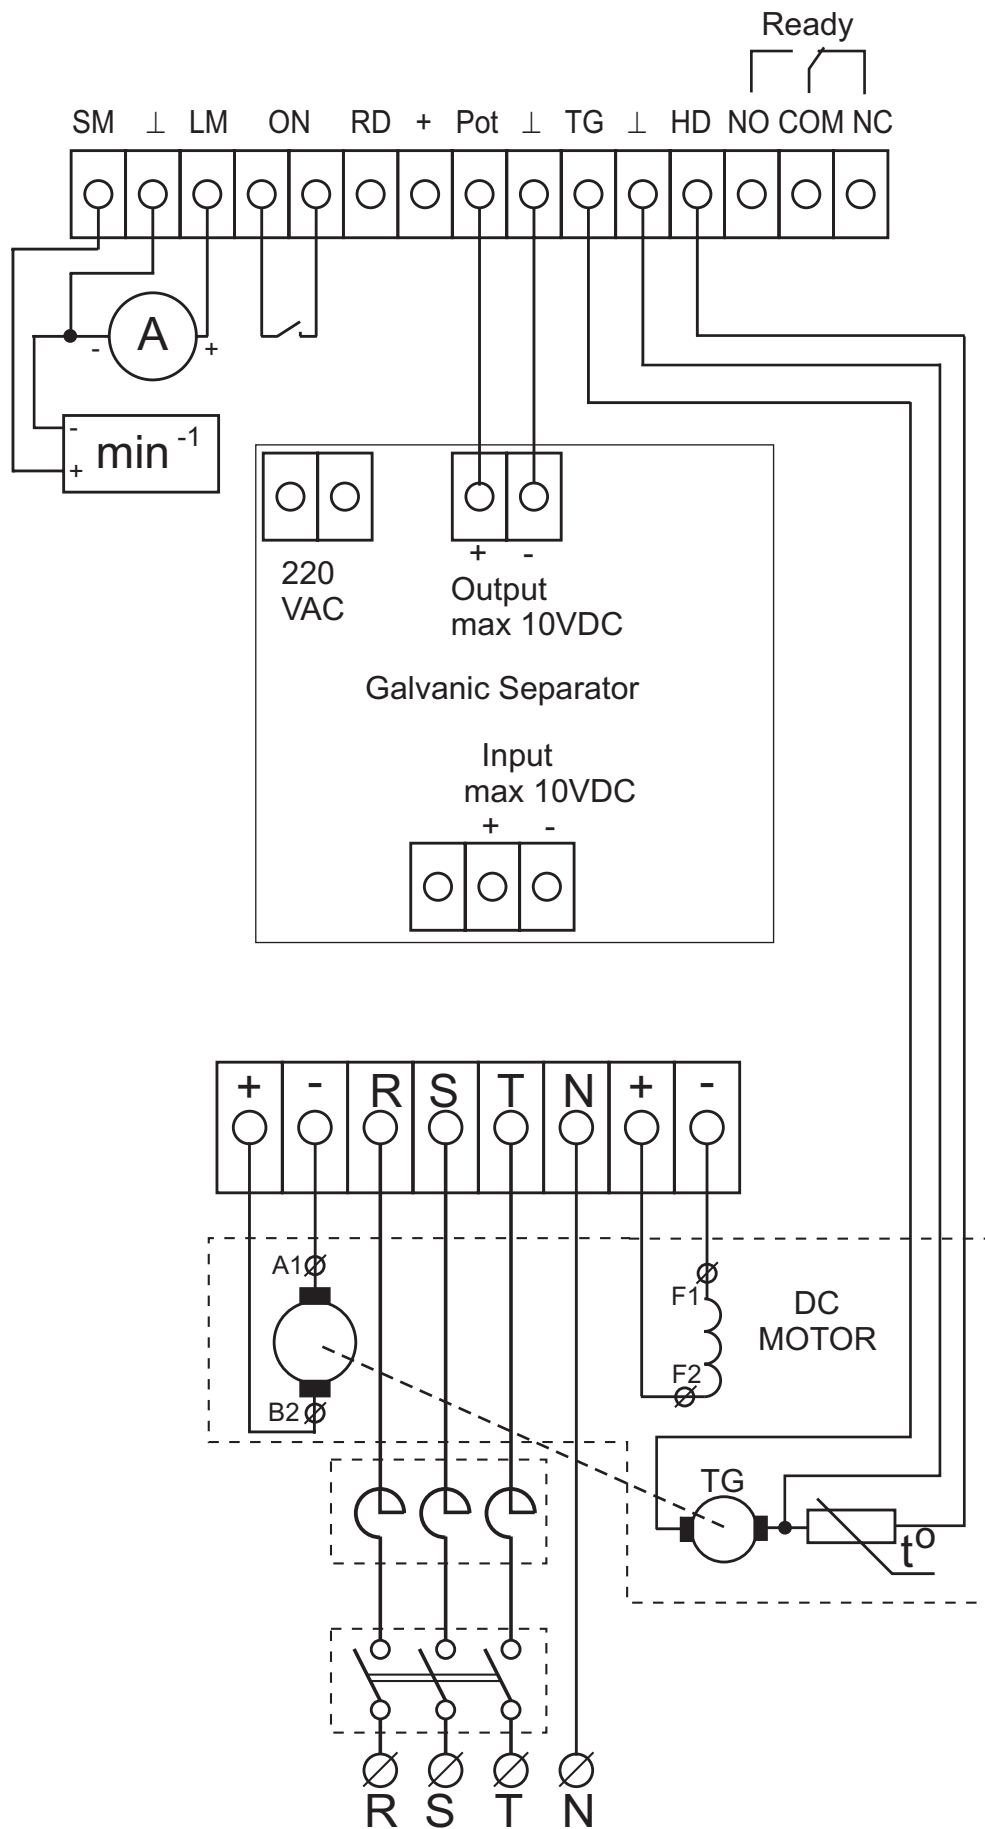 Ready
SM ⊥ LM ON RD + Pot ⊥ TG ⊥ HD NO COM NC
A
- +
- min -1
+
+ -
220
VAC
Output
max 10VDC
Galvanic Separator
Input
max 10VDC
+ -
+ - R S T N + -
A1
F1
DC
MOTOR
F2
B2
TG
tº
R S T N